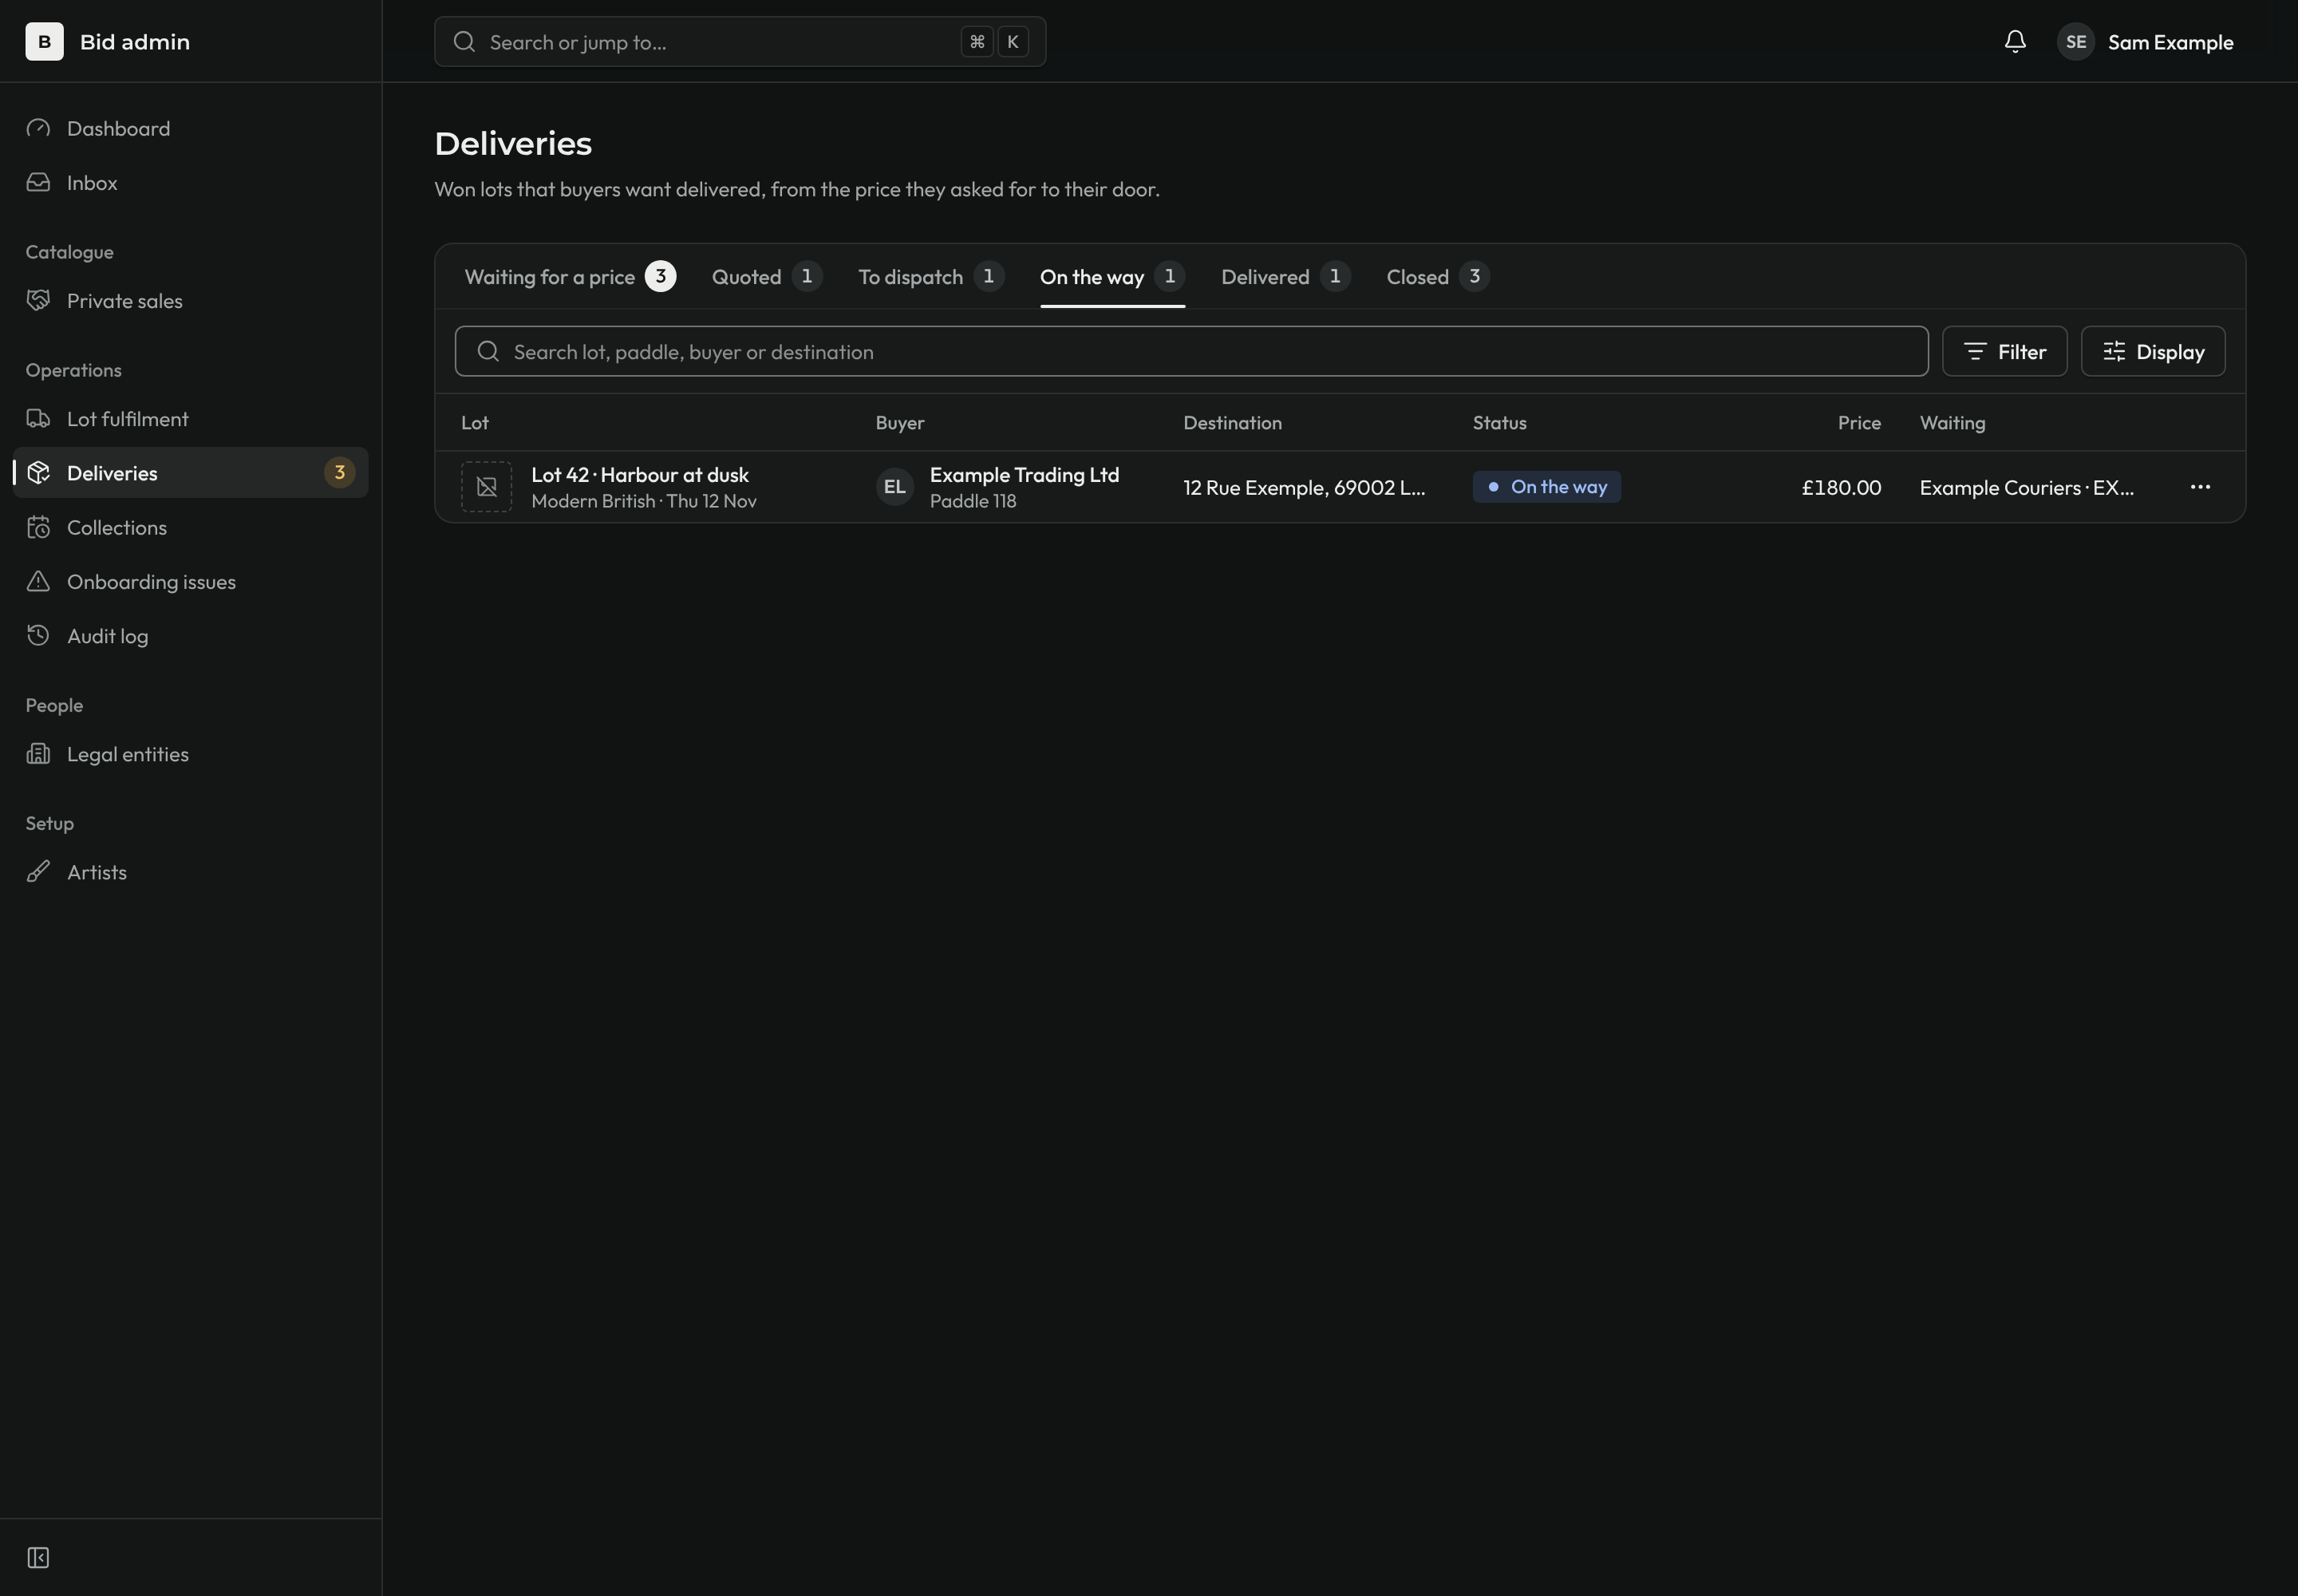 B Bid admin
Search or jump to... ⌘ K
SE Sam Example
Dashboard
Inbox
Catalogue
Private sales
Operations
Lot fulfilment
Deliveries 3
Collections
Onboarding issues
Audit log
People
Legal entities
Setup
Artists
Deliveries
Won lots that buyers want delivered, from the price they asked for to their door.
Waiting for a price 3 Quoted 1 To dispatch 1 On the way 1 Delivered 1 Closed 3
Search lot, paddle, buyer or destination Filter Display
Lot Buyer Destination Status Price Waiting
Lot 42 · Harbour at dusk
Modern British · Thu 12 Nov
EL Example Trading Ltd
Paddle 118
12 Rue Exemple, 69002 L... On the way £180.00 Example Couriers · EX...